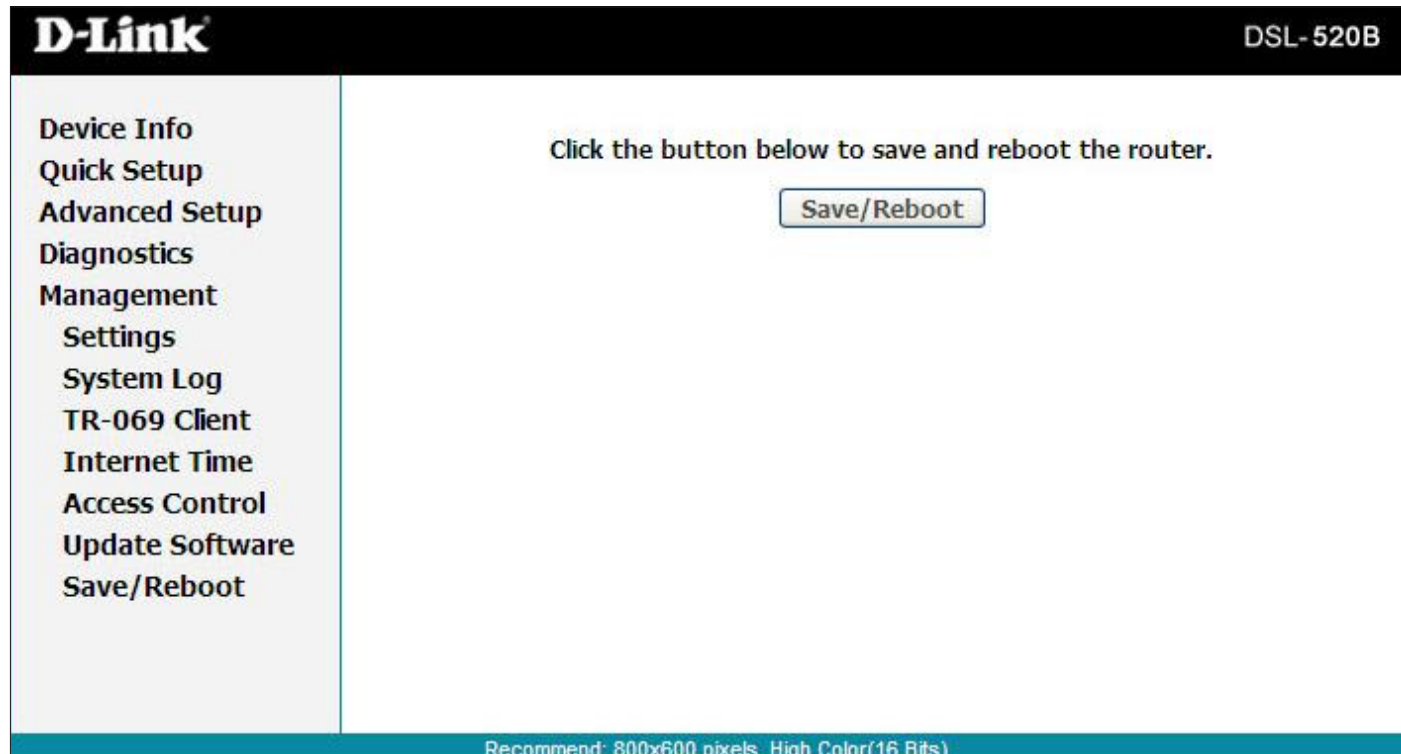 D-Link
DSL-520B
Device Info
Quick Setup
Advanced Setup
Diagnostics
Management
Settings
System Log
TR-069 Client
Internet Time
Access Control
Update Software
Save/Reboot
Click the button below to save and reboot the router.
Save/Reboot
Recommend: 800x600 pixels, High Color(16 Bits)